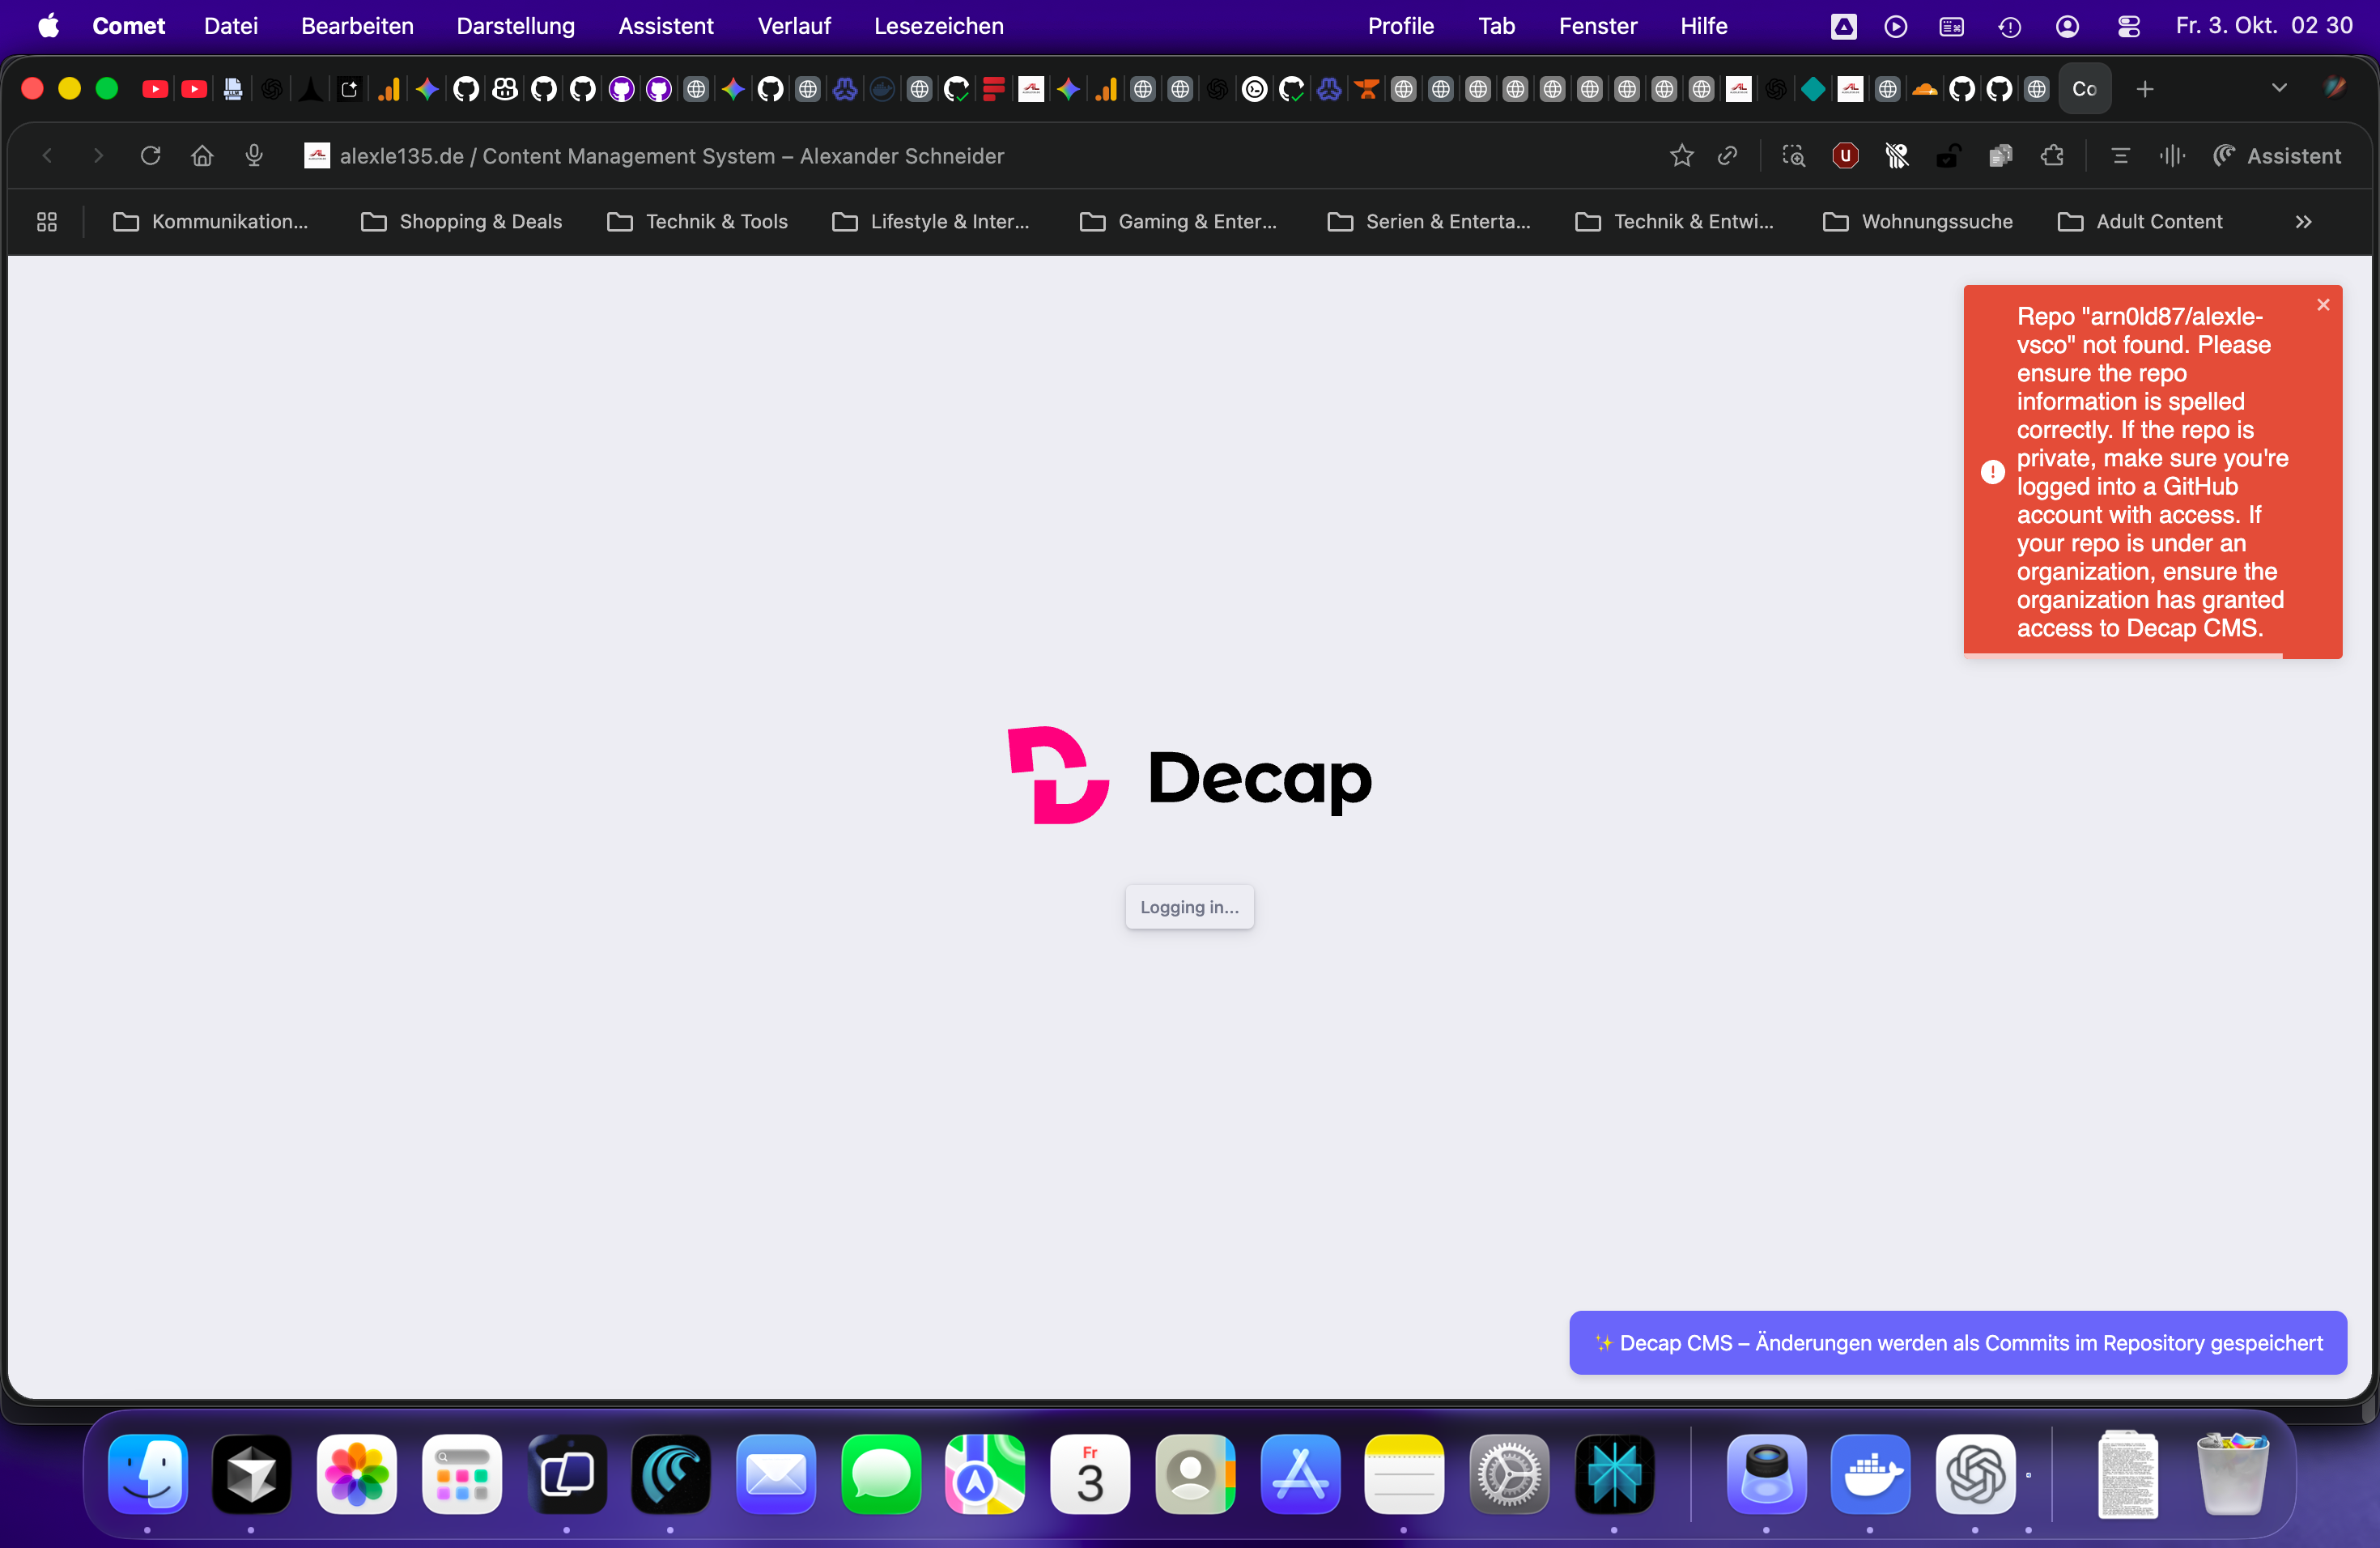 Comet Datei Bearbeiten Darstellung Assistent Verlauf Lesezeichen Profile Tab Fenster Hilfe Fr. 3. Okt. 02 30
Co
alexle135.de / Content Management System – Alexander Schneider
Assistent
Kommunikation... Shopping & Deals Technik & Tools Lifestyle & Inter... Gaming & Enter... Serien & Enterta... Technik & Entwi... Wohnungssuche Adult Content
Repo "arn0ld87/alexle-
vsco" not found. Please
ensure the repo
information is spelled
correctly. If the repo is
private, make sure you're
logged into a GitHub
account with access. If
your repo is under an
organization, ensure the
organization has granted
access to Decap CMS.
Decap
Logging in...
✨ Decap CMS – Änderungen werden als Commits im Repository gespeichert
Fr
3